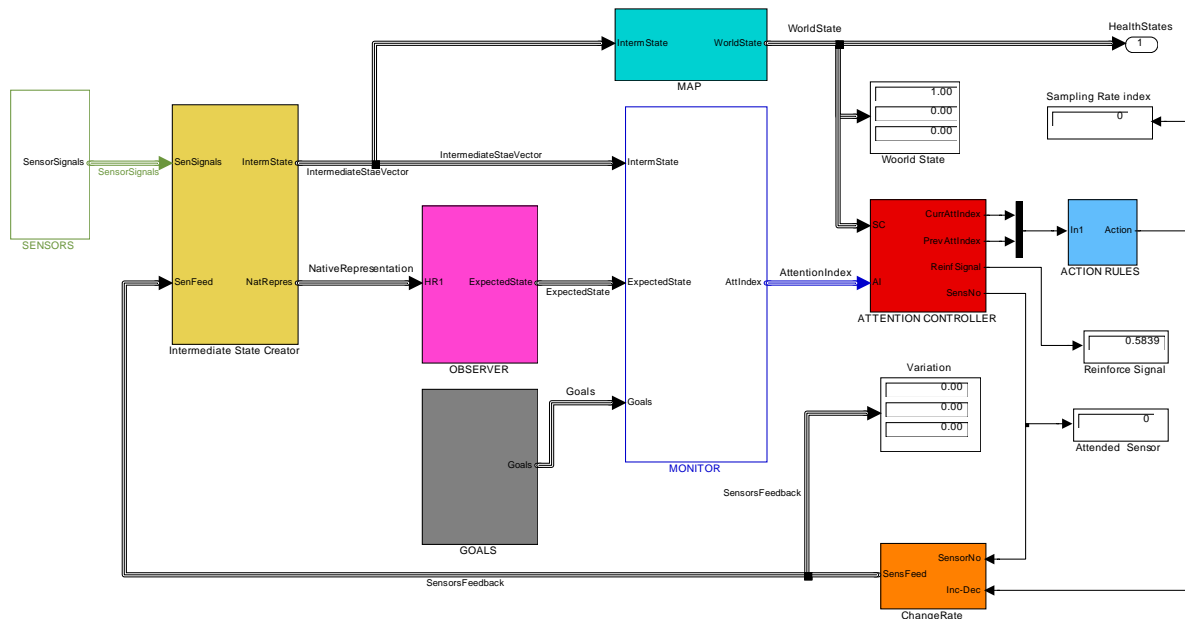 HealthStates
1
WorldState
IntermState
WorldState
MAP
Sampling Rate index
0
1.00
0.00
0.00
Woorld State
SensorSignals
SensorSignals
SENSORS
SenSignals
IntermState
SenFeed
NatRepres
Intermediate State Creator
IntermediateStaeVector
IntermediateStaeVector
NativeRepresentation
HR1
ExpectedState
OBSERVER
ExpectedState
Goals
GOALS
Goals
IntermState
ExpectedState
AttIndex
Goals
MONITOR
AttentionIndex
SC
AI
CurrAttIndex
PrevAttIndex
ReinfSignal
SensNo
ATTENTION CONTROLLER
In1
Action
ACTION RULES
0.5839
Reinforce Signal
0
Attended Sensor
Variation
0.00
0.00
0.00
SensorsFeedback
SensorsFeedback
SensorNo
SensFeed
Inc-Dec
ChangeRate